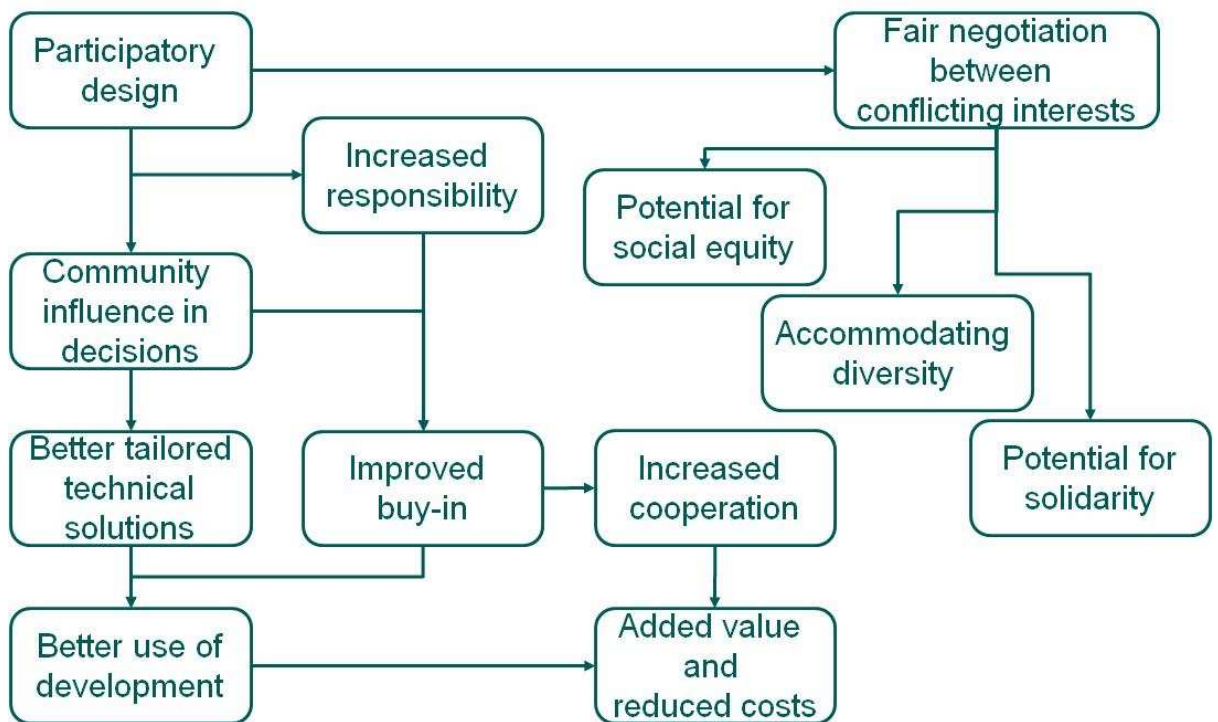 Participatory
design
Fair negotiation
between
conflicting interests
Increased
responsibility
Potential for
social equity
Community
influence in
decisions
Accommodating
diversity
Better tailored
technical
solutions
Improved
buy-in
Increased
cooperation
Potential for
solidarity
Better use of
development
Added value
and
reduced costs